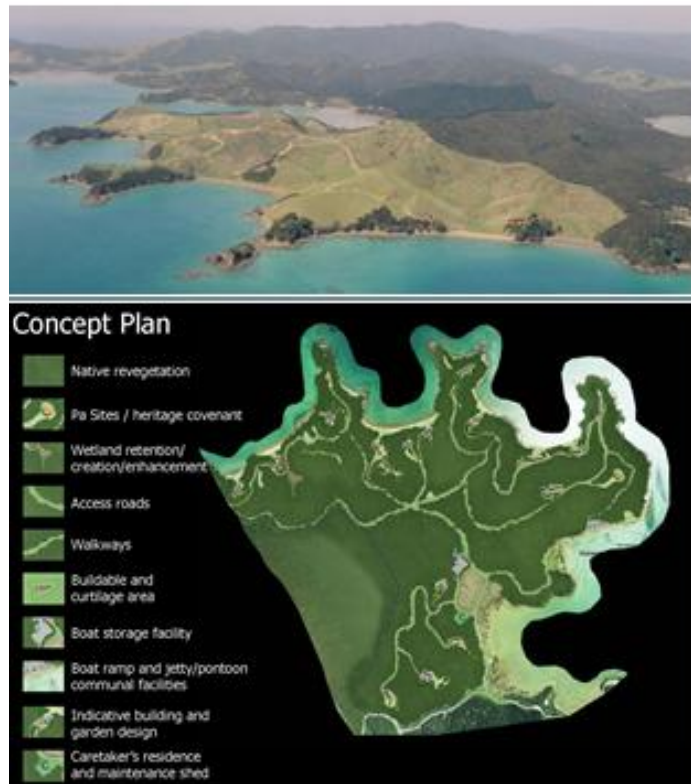 Concept Plan
Native revegetation
Pa Sites / heritage covenant
Wetland retention/
creation/enhancement
Access roads
Walkways
Buildable and
curtilage area
Boat storage facility
Boat ramp and jetty/pontoon
communal facilities
Indicative building and
garden design
Caretaker's residence
and maintenance shed